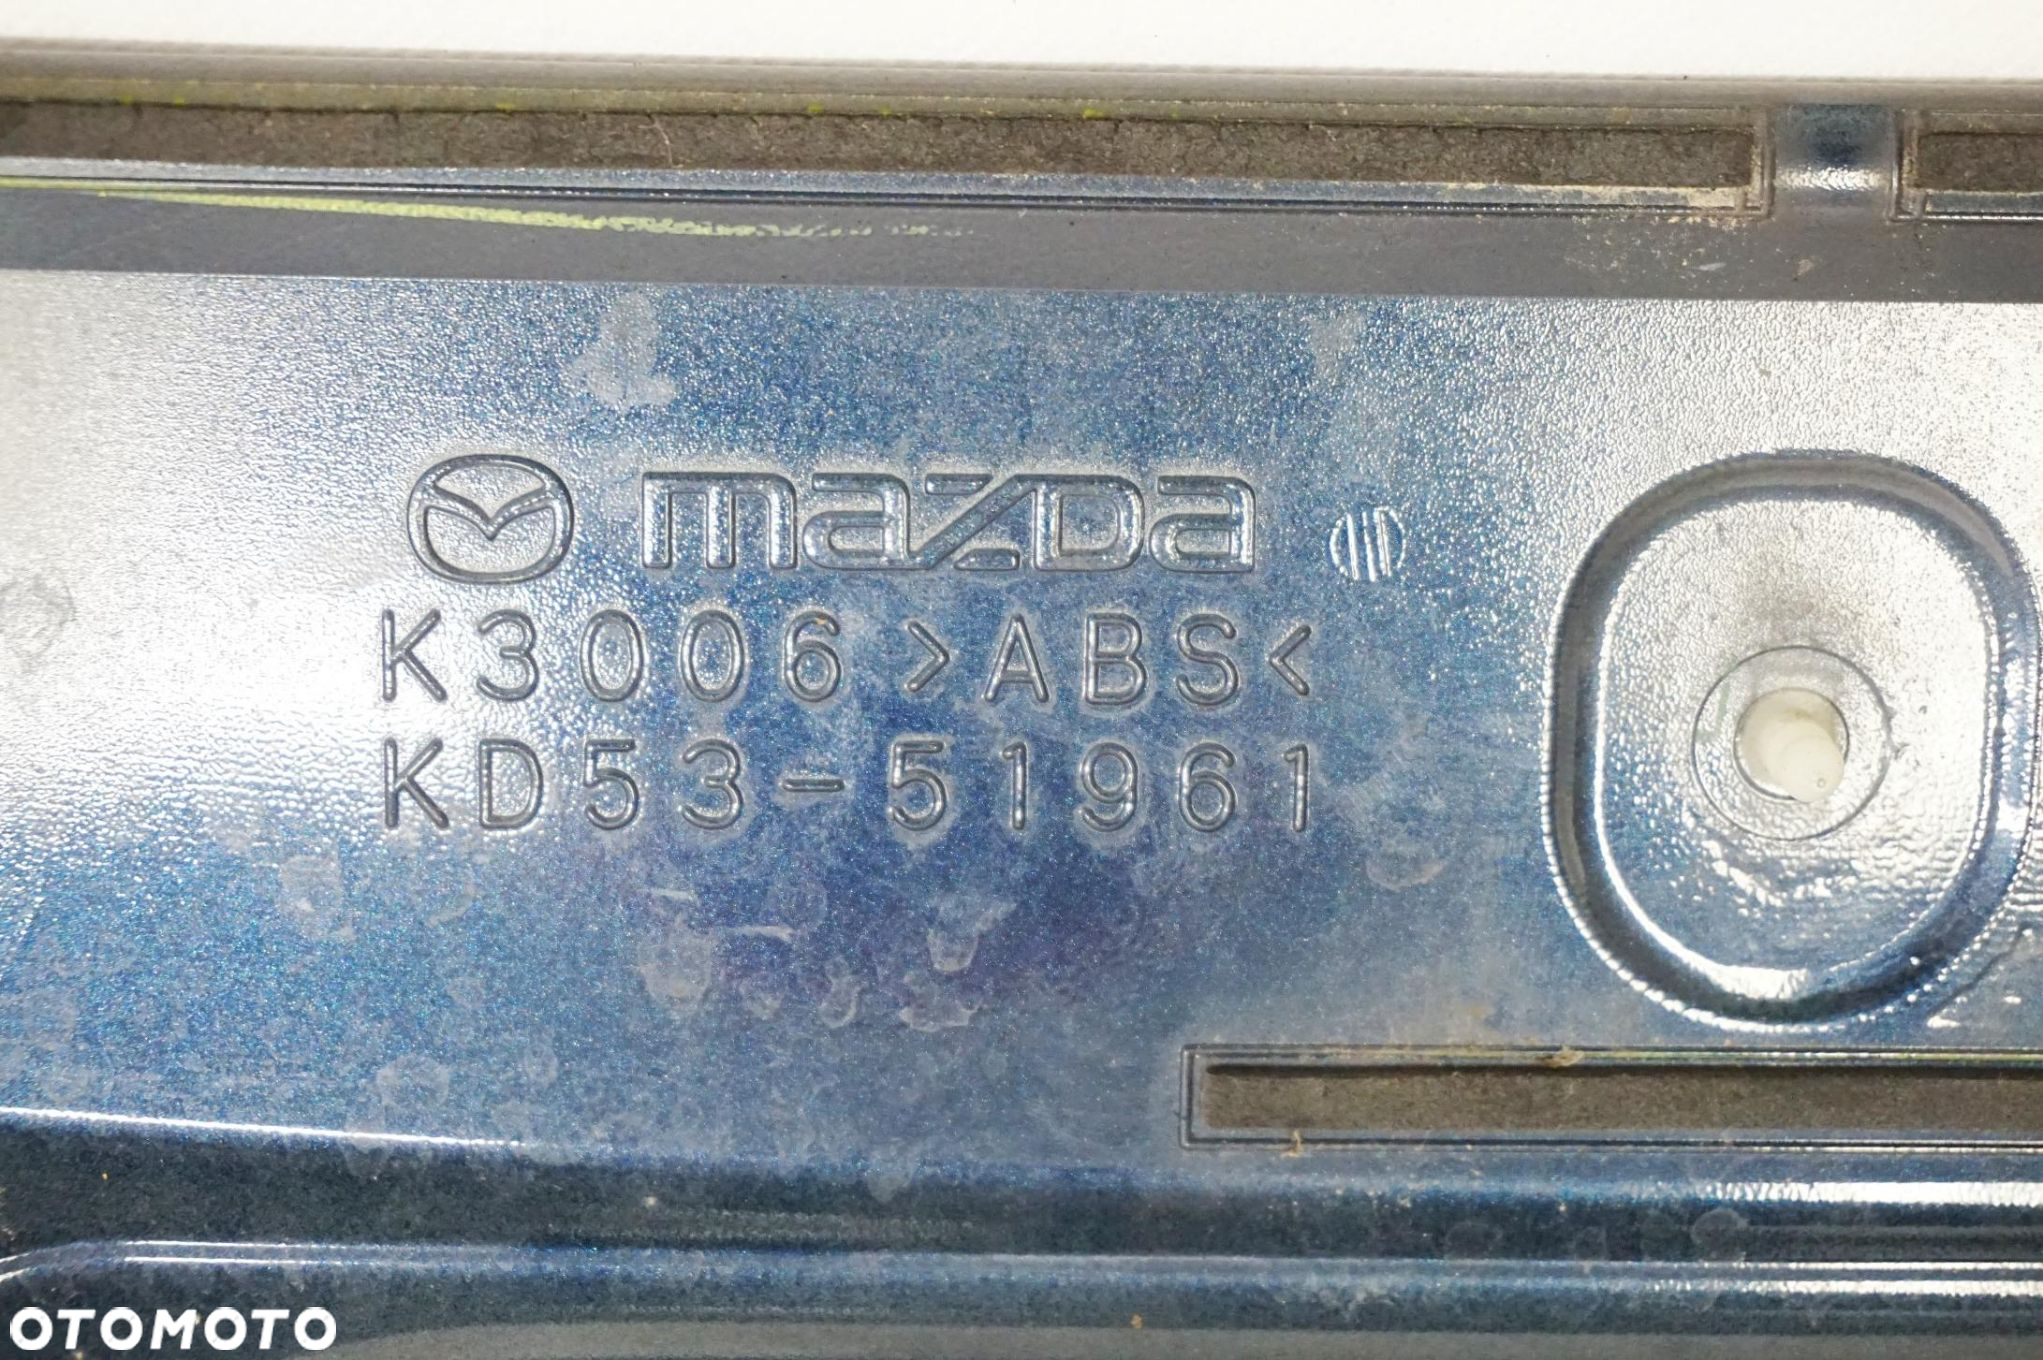 mazda
K3006 >ABS<
KD53-51961
OTOMOTO